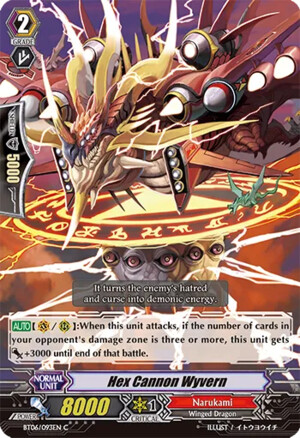 2
GRADE
SHIELD
5000
It turns the enemy's hatred
and curse into demonic energy.
AUTO [ / ]:When this unit attacks, if the number of cards in
your opponent's damage zone is three or more, this unit gets
+3000 until end of that battle.
NORMAL
UNIT
Hex Cannon Wyvern
POWER
8000
1
CRITICAL
Narukami
Winged Dragon
BT06/093EN C
ILLUST / イトウヨウイチ